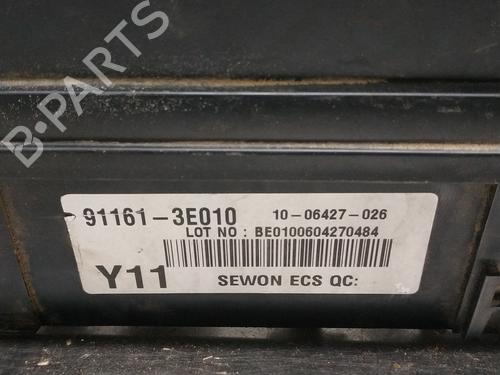 B-PARTS
91161-3E010 10-06427-026
LOT NO : BE0100604270484
Y11 SEWON ECS QC: